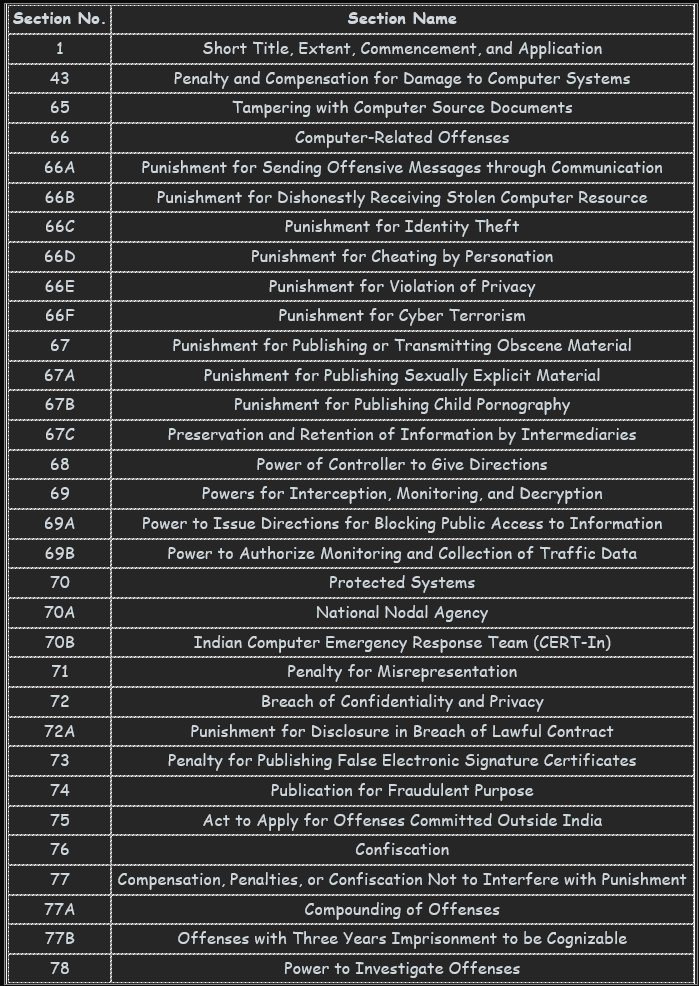 Section No. Section Name
1 Short Title, Extent, Commencement, and Application
43 Penalty and Compensation for Damage to Computer Systems
65 Tampering with Computer Source Documents
66 Computer-Related Offenses
66A Punishment for Sending Offensive Messages through Communication
66B Punishment for Dishonestly Receiving Stolen Computer Resource
66C Punishment for Identity Theft
66D Punishment for Cheating by Personation
66E Punishment for Violation of Privacy
66F Punishment for Cyber Terrorism
67 Punishment for Publishing or Transmitting Obscene Material
67A Punishment for Publishing Sexually Explicit Material
67B Punishment for Publishing Child Pornography
67C Preservation and Retention of Information by Intermediaries
68 Power of Controller to Give Directions
69 Powers for Interception, Monitoring, and Decryption
69A Power to Issue Directions for Blocking Public Access to Information
69B Power to Authorize Monitoring and Collection of Traffic Data
70 Protected Systems
70A National Nodal Agency
70B Indian Computer Emergency Response Team (CERT-In)
71 Penalty for Misrepresentation
72 Breach of Confidentiality and Privacy
72A Punishment for Disclosure in Breach of Lawful Contract
73 Penalty for Publishing False Electronic Signature Certificates
74 Publication for Fraudulent Purpose
75 Act to Apply for Offenses Committed Outside India
76 Confiscation
77 Compensation, Penalties, or Confiscation Not to Interfere with Punishment
77A Compounding of Offenses
77B Offenses with Three Years Imprisonment to be Cognizable
78 Power to Investigate Offenses